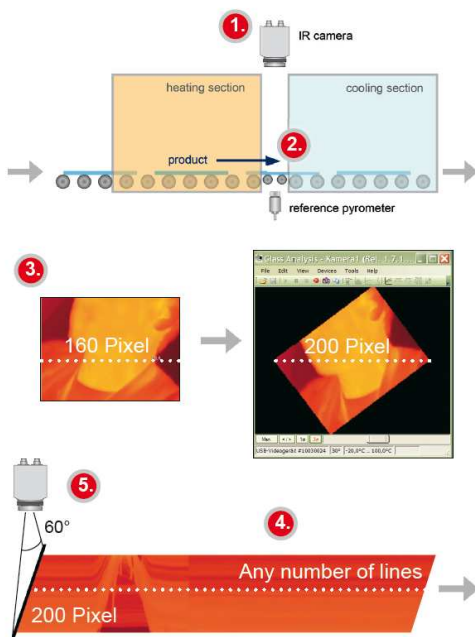 1.
IR camera
heating section
cooling section
2.
product
reference pyrometer
3.
160 Pixel
Glass Analysis - Kamera1
File Edit View Devices Tools Help
200 Pixel
Max.
5.
4.
60°
Any number of lines
200 Pixel